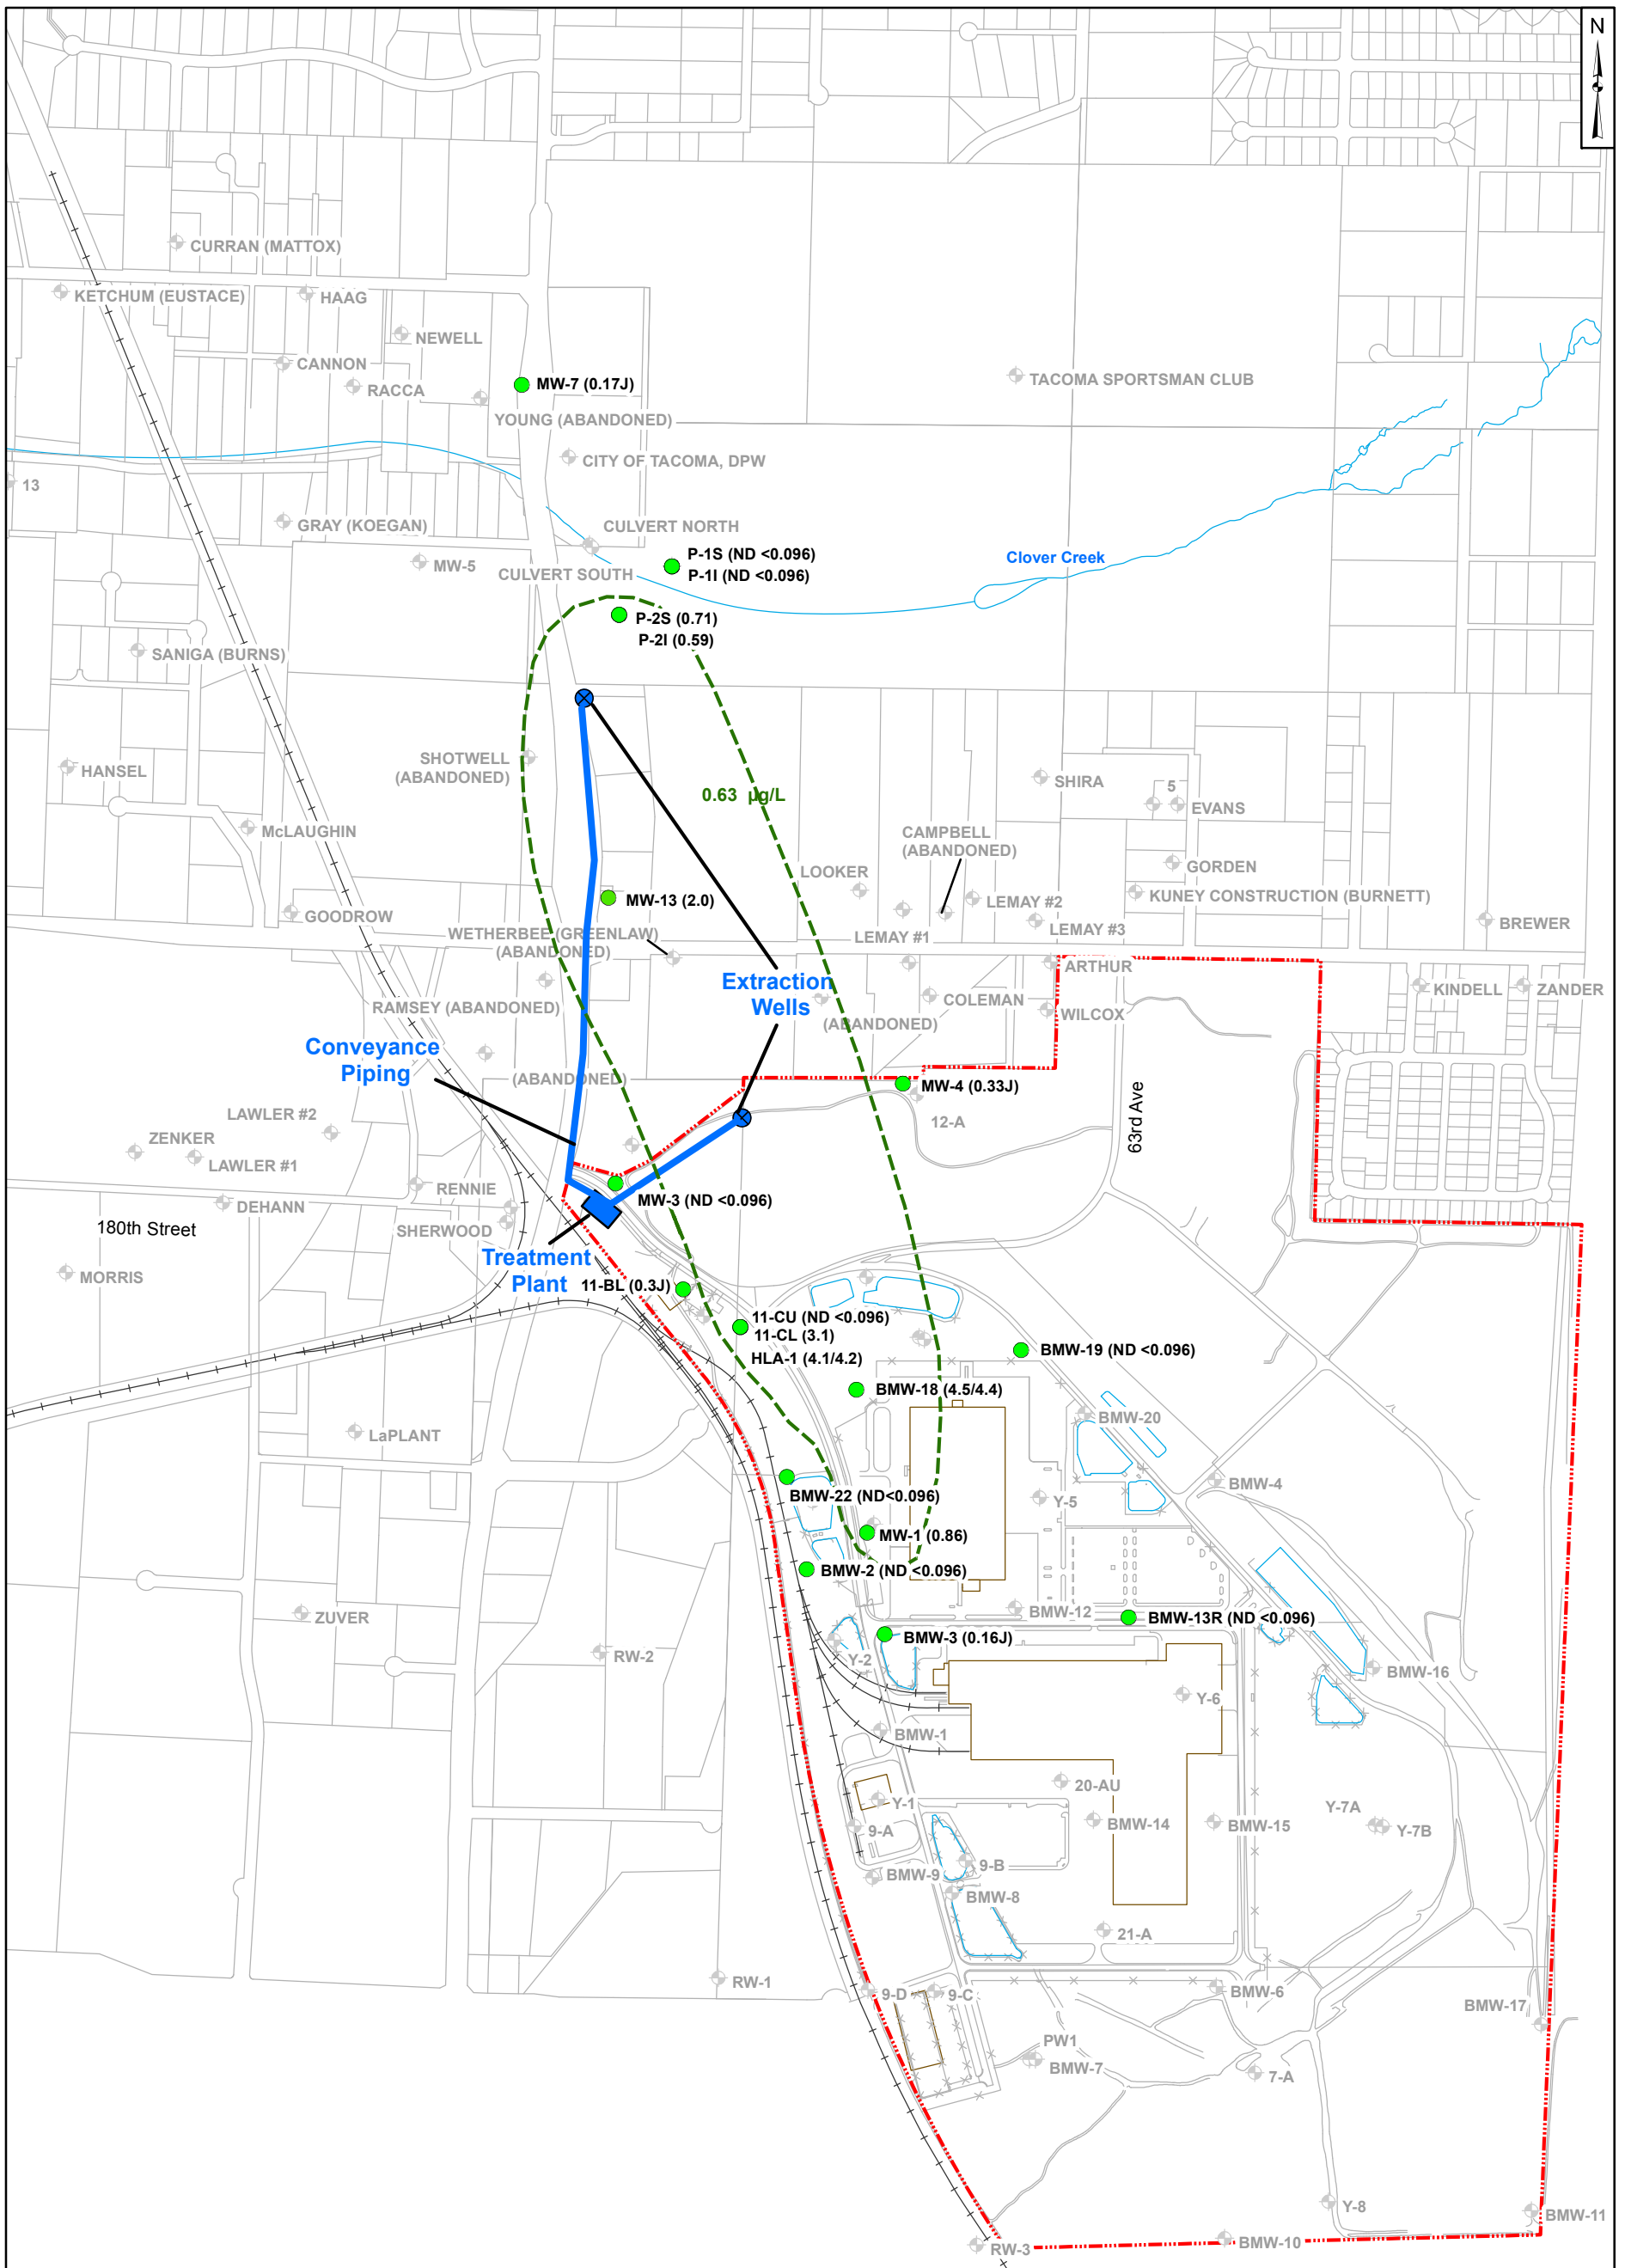 N
CURRAN (MATTOX)
KETCHUM (EUSTACE)
HAAG
NEWELL
CANNON
RACCA
MW-7 (0.17J)
TACOMA SPORTSMAN CLUB
YOUNG (ABANDONED)
CITY OF TACOMA, DPW
13
GRAY (KOEGAN)
CULVERT NORTH
MW-5
P-1S (ND <0.096)
P-1I (ND <0.096)
Clover Creek
CULVERT SOUTH
P-2S (0.71)
P-2I (0.59)
SANIGA (BURNS)
SHOTWELL
(ABANDONED)
HANSEL
SHIRA
5
EVANS
0.63 µg/L
McLAUGHIN
CAMPBELL
(ABANDONED)
GORDEN
LOOKER
KUNEY CONSTRUCTION (BURNETT)
MW-13 (2.0)
LEMAY #2
GOODROW
BREWER
LEMAY #3
WETHERBEE (GREENLAW)
(ABANDONED)
LEMAY #1
ARTHUR
Extraction
Wells
KINDELL
ZANDER
COLEMAN
RAMSEY (ABANDONED)
WILCOX
(ABANDONED)
Conveyance
Piping
(ABANDONED)
MW-4 (0.33J)
LAWLER #2
12-A
63rd Ave
ZENKER
LAWLER #1
RENNIE
MW-3 (ND <0.096)
DEHANN
180th Street
SHERWOOD
Treatment
Plant
MORRIS
11-BL (0.3J)
11-CU (ND <0.096)
11-CL (3.1)
HLA-1 (4.1/4.2)
BMW-19 (ND <0.096)
BMW-18 (4.5/4.4)
BMW-20
LaPLANT
BMW-4
BMW-22 (ND<0.096)
Y-5
MW-1 (0.86)
BMW-2 (ND <0.096)
ZUVER
BMW-12
BMW-13R (ND <0.096)
BMW-3 (0.16J)
RW-2
Y-2
BMW-16
Y-6
BMW-1
20-AU
Y-1
BMW-14
BMW-15
Y-7A
Y-7B
9-A
9-B
BMW-9
BMW-8
21-A
RW-1
9-D
9-C
BMW-6
BMW-17
PW1
BMW-7
7-A
Y-8
BMW-11
BMW-10
RW-3